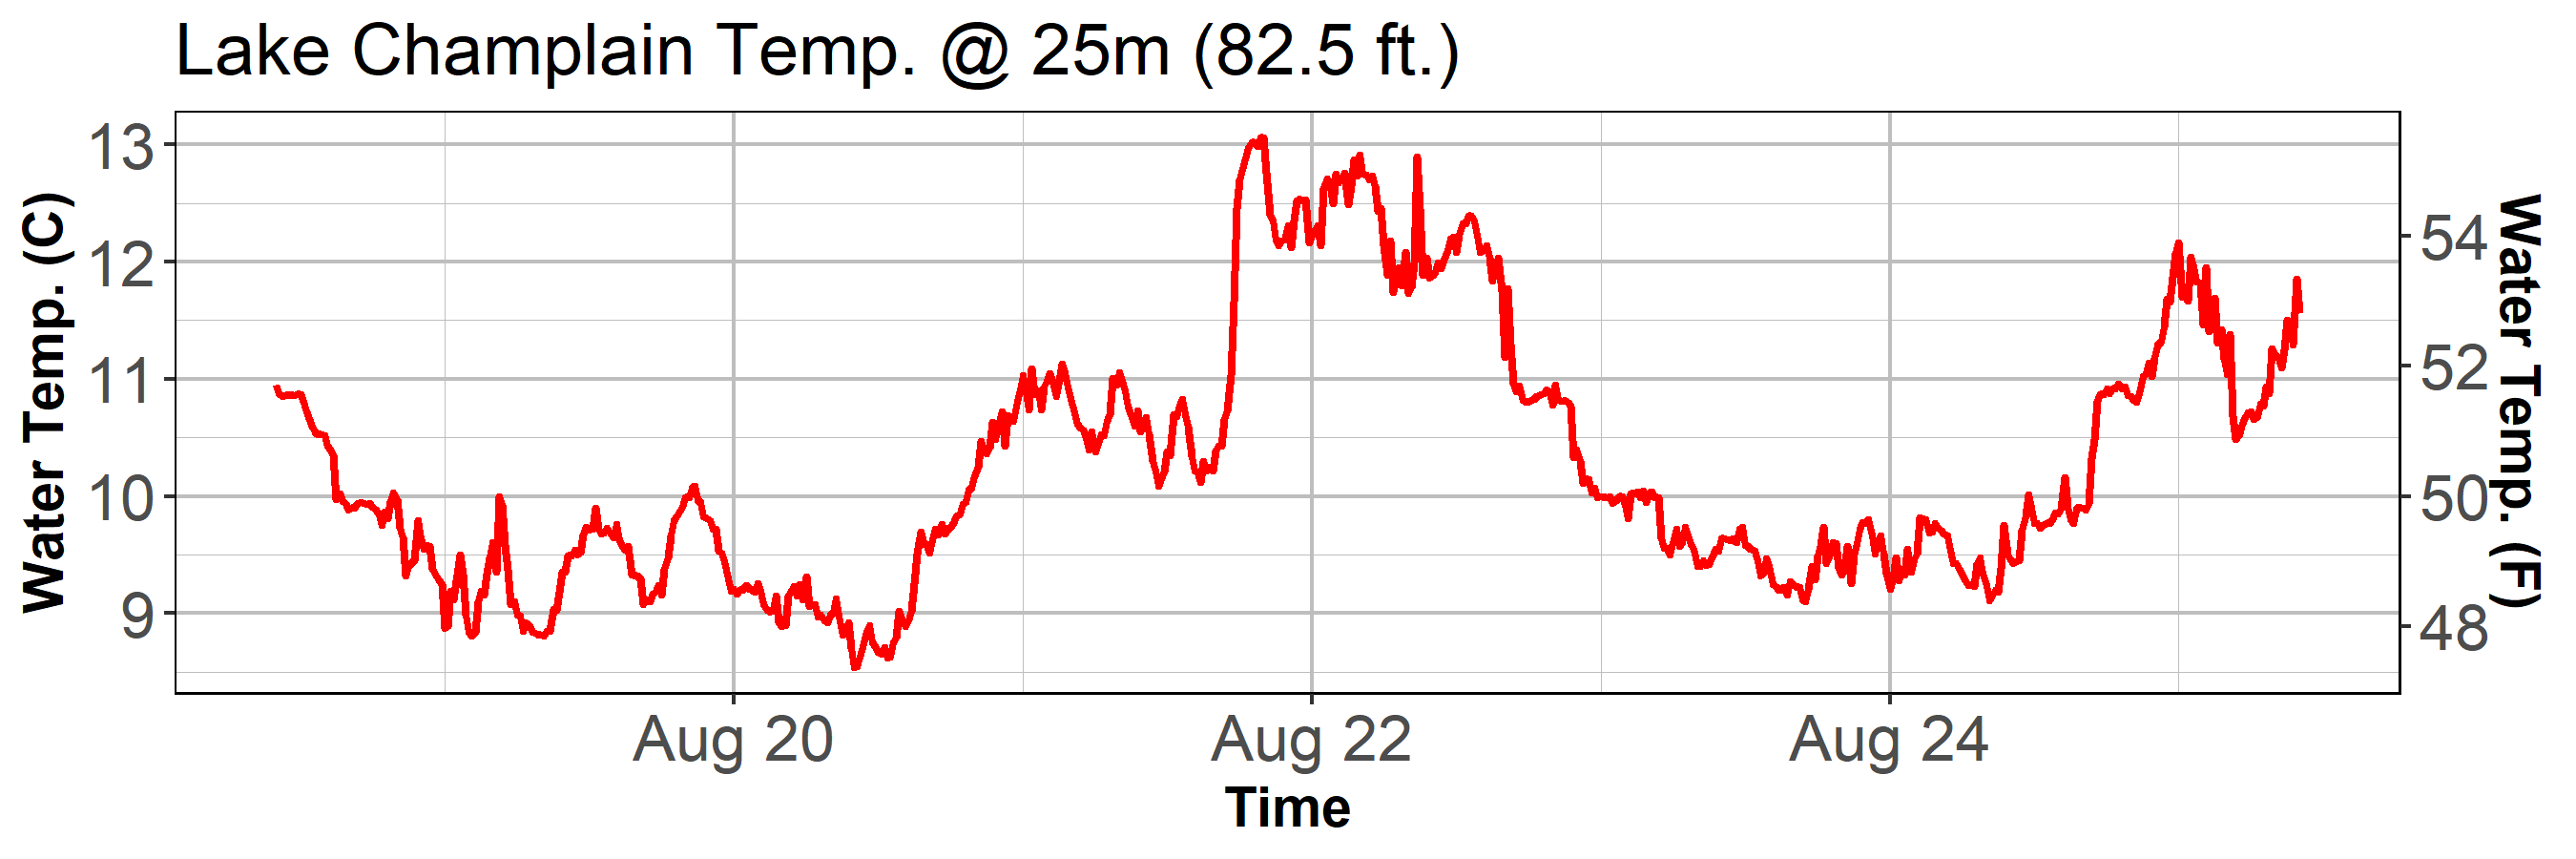 Lake Champlain Temp. @ 25m (82.5 ft.)
Water Temp. (C)
13
12
11
10
9
54
52
50
48
Water Temp. (F)
Aug 20 Aug 22 Aug 24
Time